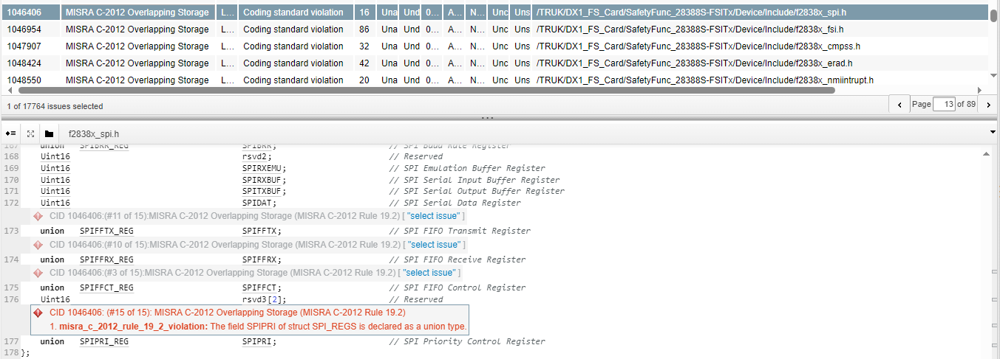 1046406 MISRA C-2012 Overlapping Storage L... Coding standard violation 16 Una Und 0... A... N... Unc Uns /TRUK/DX1_FS_Card/SafetyFunc_28388S-FSITx/Device/Include/f2838x_spi.h
1046954 MISRA C-2012 Overlapping Storage L... Coding standard violation 86 Una Und 0... A... N... Unc Uns /TRUK/DX1_FS_Card/SafetyFunc_28388S-FSITx/Device/Include/f2838x_fsi.h
1047907 MISRA C-2012 Overlapping Storage L... Coding standard violation 32 Una Und 0... A... N... Unc Uns /TRUK/DX1_FS_Card/SafetyFunc_28388S-FSITx/Device/Include/f2838x_cmpss.h
1048424 MISRA C-2012 Overlapping Storage L... Coding standard violation 42 Una Und 0... A... N... Unc Uns /TRUK/DX1_FS_Card/SafetyFunc_28388S-FSITx/Device/Include/f2838x_erad.h
1048550 MISRA C-2012 Overlapping Storage L... Coding standard violation 20 Una Und 0... A... N... Unc Uns /TRUK/DX1_FS_Card/SafetyFunc_28388S-FSITx/Device/Include/f2838x_nmiintrupt.h
1 of 17764 issues selected Page 13 of 89
f2838x_spi.h
167 union SPIBRR_REG SPIBRR; // SPI Baud Rate Register
168 Uint16 rsvd2; // Reserved
169 Uint16 SPIRXEMU; // SPI Emulation Buffer Register
170 Uint16 SPIRXBUF; // SPI Serial Input Buffer Register
171 Uint16 SPITXBUF; // SPI Serial Output Buffer Register
172 Uint16 SPIDAT; // SPI Serial Data Register
CID 1046406:(#11 of 15):MISRA C-2012 Overlapping Storage (MISRA C-2012 Rule 19.2) [ "select issue" ]
173 union SPIFFTX_REG SPIFFTX; // SPI FIFO Transmit Register
CID 1046406:(#10 of 15):MISRA C-2012 Overlapping Storage (MISRA C-2012 Rule 19.2) [ "select issue" ]
174 union SPIFFRX_REG SPIFFRX; // SPI FIFO Receive Register
CID 1046406:(#3 of 15):MISRA C-2012 Overlapping Storage (MISRA C-2012 Rule 19.2) [ "select issue" ]
175 union SPIFFCT_REG SPIFFCT; // SPI FIFO Control Register
176 Uint16 rsvd3[2]; // Reserved
CID 1046406: (#15 of 15): MISRA C-2012 Overlapping Storage (MISRA C-2012 Rule 19.2)
1. misra_c_2012_rule_19_2_violation: The field SPIPRI of struct SPI_REGS is declared as a union type.
177 union SPIPRI_REG SPIPRI; // SPI Priority Control Register
178 };